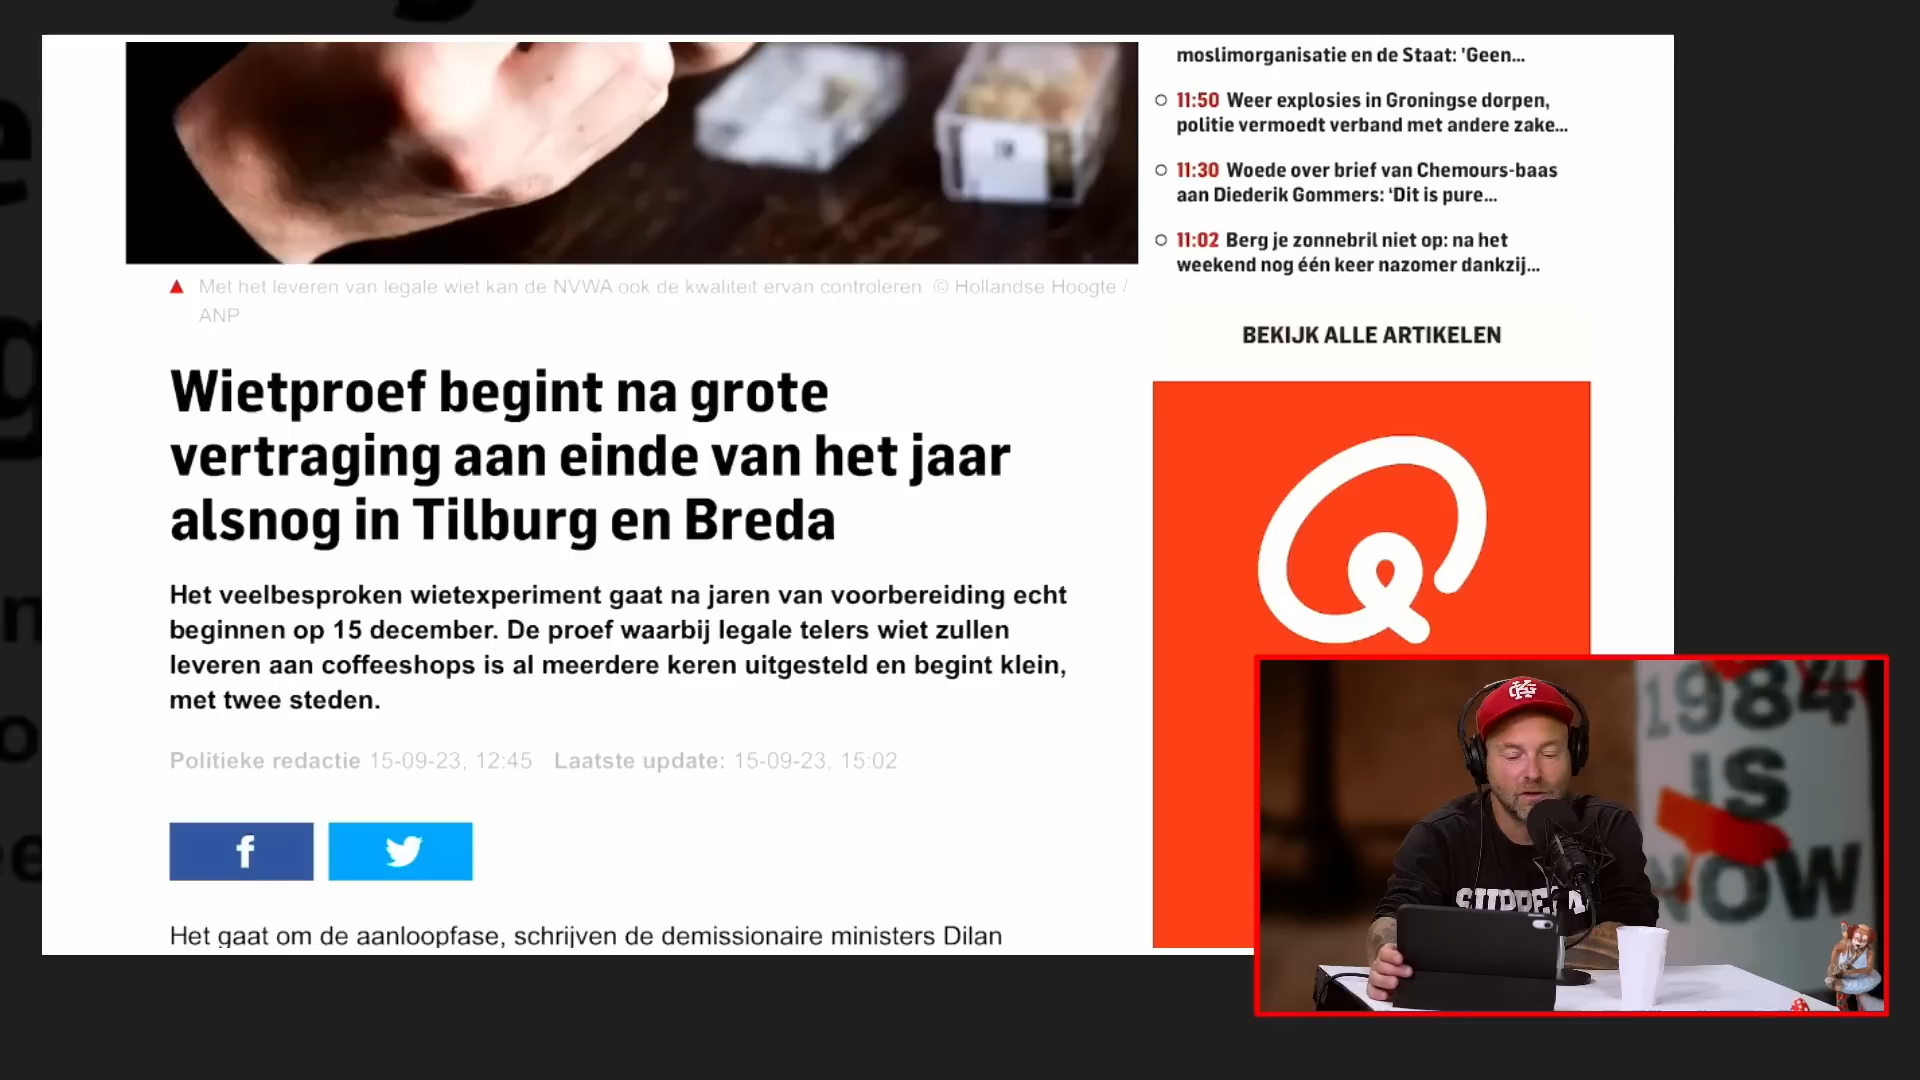 moslimorganisatie en de Staat: 'Geen...
11:50 Weer explosies in Groningse dorpen,
politie vermoedt verband met andere zake...
11:30 Woede over brief van Chemours-baas
aan Diederik Gommers: 'Dit is pure...
11:02 Berg je zonnebril niet op: na het
weekend nog één keer nazomer dankzij...
BEKIJK ALLE ARTIKELEN
Met het leveren van legale wiet kan de NVWA ook de kwaliteit ervan controleren. © Hollandse Hoogte /
ANP
Wietproef begint na grote
vertraging aan einde van het jaar
alsnog in Tilburg en Breda
Het veelbesproken wietexperiment gaat na jaren van voorbereiding echt
beginnen op 15 december. De proef waarbij legale telers wiet zullen
leveren aan coffeeshops is al meerdere keren uitgesteld en begint klein,
met twee steden.
Politieke redactie 15-09-23, 12:45 Laatste update: 15-09-23, 15:02
Het gaat om de aanloopfase, schrijven de demissionaire ministers Dilan
1984
IS
NOW